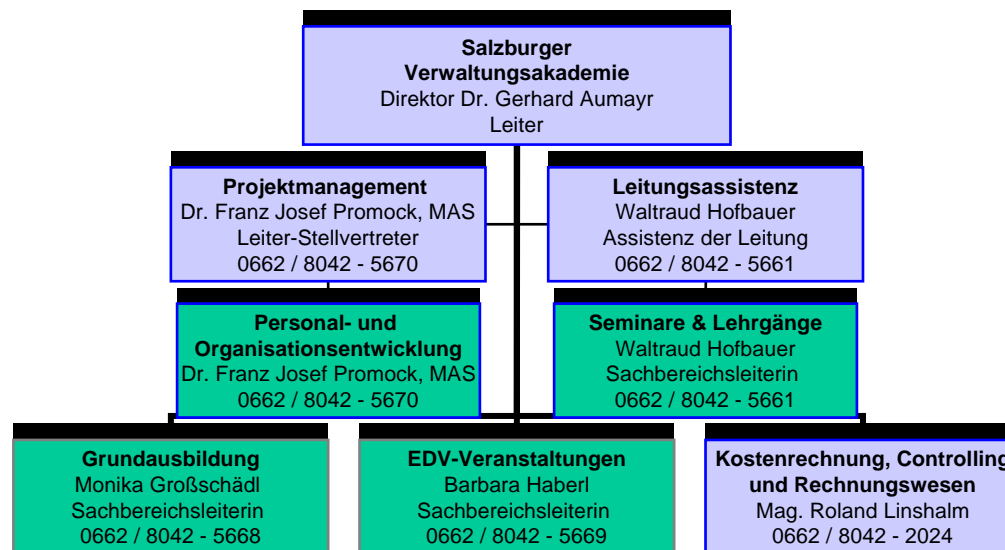 Salzburger
Verwaltungsakademie
Direktor Dr. Gerhard Aumayr
Leiter
Projektmanagement
Dr. Franz Josef Promock, MAS
Leiter-Stellvertreter
0662 / 8042 - 5670
Leitungsassistenz
Waltraud Hofbauer
Assistenz der Leitung
0662 / 8042 - 5661
Personal- und
Organisationsentwicklung
Dr. Franz Josef Promock, MAS
0662 / 8042 - 5670
Seminare & Lehrgänge
Waltraud Hofbauer
Sachbereichsleiterin
0662 / 8042 - 5661
Grundausbildung
Monika Großschädl
Sachbereichsleiterin
0662 / 8042 - 5668
EDV-Veranstaltungen
Barbara Haberl
Sachbereichsleiterin
0662 / 8042 - 5669
Kostenrechnung, Controlling
und Rechnungswesen
Mag. Roland Linshalm
0662 / 8042 - 2024